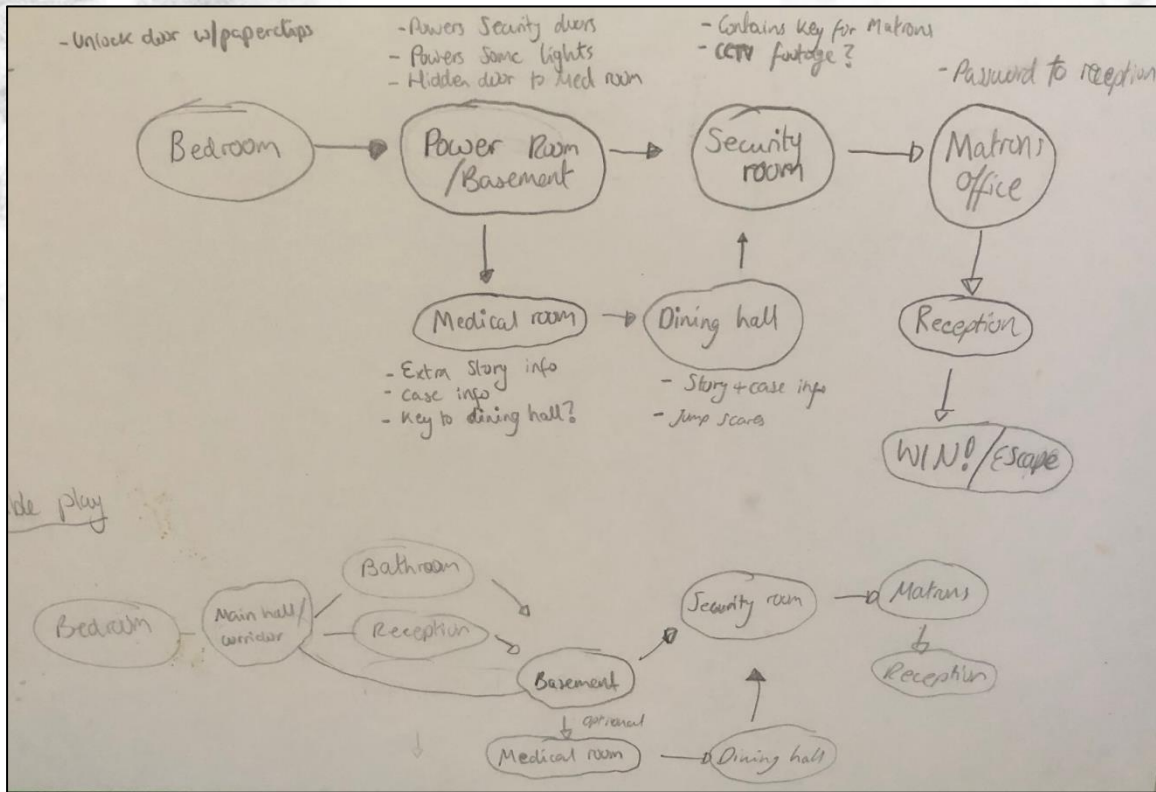 - Unlock door w/paperclips
- Powers Security doors
- Powers Some lights
- Hidden door to Med room
- Contains key for Matrons
- CCTV footage?
- Password to reception
Bedroom
Power Room
/Basement
Security
room
Matrons
office
Medical room
Dining hall
Reception
- Extra Story info
- case info
- Key to dining hall?
- Story + case info
- Jump scares
WIN!/Escape
play
Bathroom
Bedroom
Main hall/
corridor
Reception
Security room
Matrons
Basement
Reception
optional
Medical room
Dining hall